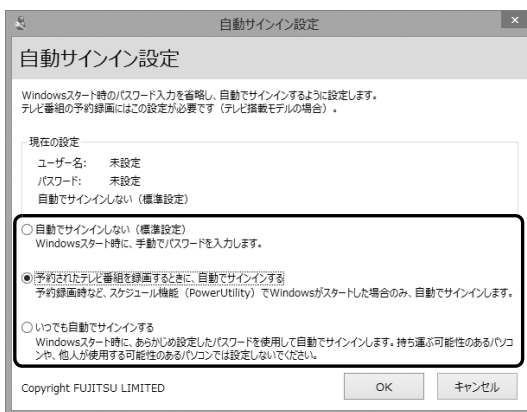 自動サインイン設定
×
自動サインイン設定
Windowsスタート時のパスワード入力を省略し、自動でサインインするように設定します。
テレビ番組の予約録画にはこの設定が必要です（テレビ搭載モデルの場合）。
現在の設定
ユーザー名: 未設定
パスワード: 未設定
自動でサインインしない（標準設定）
自動でサインインしない（標準設定）
Windowsスタート時に、手動でパスワードを入力します。
予約されたテレビ番組を録画するときに、自動でサインインする
予約録画時など、スケジュール機能（PowerUtility）でWindowsがスタートした場合のみ、自動でサインインします。
いつでも自動でサインインする
Windowsスタート時に、あらかじめ設定したパスワードを使用して自動でサインインします。持ち運ぶ可能性のあるパソコ
ンや、他人が使用する可能性のあるパソコンでは設定しないでください。
Copyright FUJITSU LIMITED
OK
キャンセル